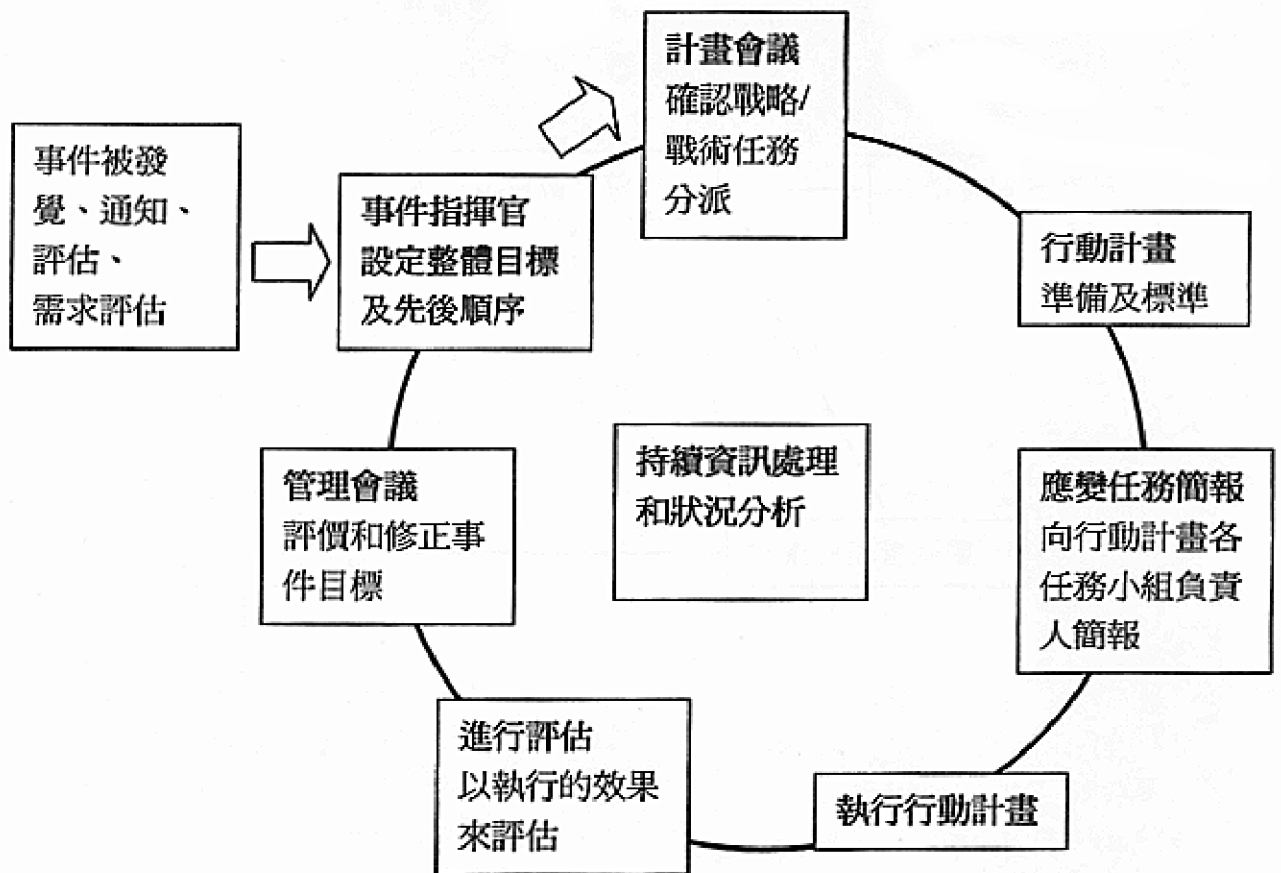 事件被發
覺、通知、
評估、
需求評估
事件指揮官
設定整體目標
及先後順序
計畫會議
確認戰略/
戰術任務
分派
行動計畫
準備及標準
應變任務簡報
向行動計畫各
任務小組負責
人簡報
執行行動計畫
進行評估
以執行的效果
來評估
管理會議
評價和修正事
件目標
持續資訊處理
和狀況分析